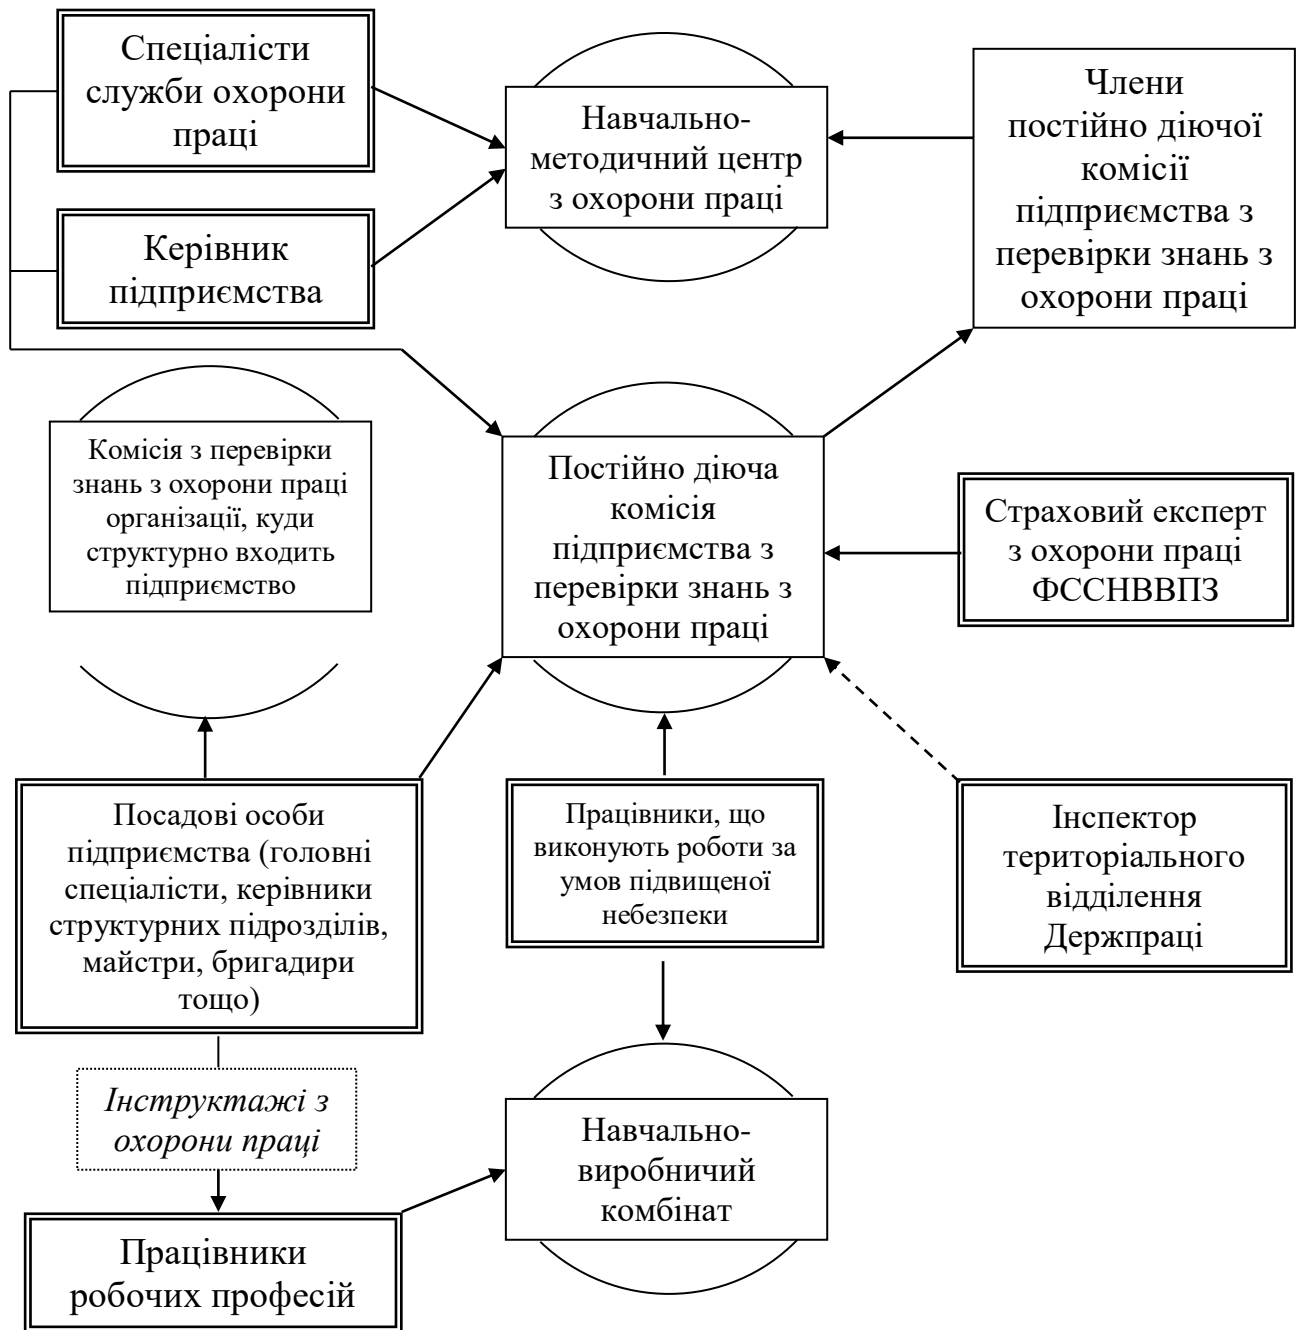 Спеціалісти
служби охорони
праці
Навчально-
методичний центр
з охорони праці
Члени
постійно діючої
комісії
підприємства з
перевірки знань з
охорони праці
Керівник
підприємства
Комісія з перевірки
знань з охорони праці
організації, куди
структурно входить
підприємство
Постійно діюча
комісія
підприємства з
перевірки знань з
охорони праці
Страховий експерт
з охорони праці
ФССНВВПЗ
Посадові особи
підприємства (головні
спеціалісти, керівники
структурних підрозділів,
майстри, бригадири
тощо)
Працівники, що
виконують роботи за
умов підвищеної
небезпеки
Інспектор
територіального
відділення
Держпраці
Інструктажі з
охорони праці
Навчально-
виробничий
комбінат
Працівники
робочих професій